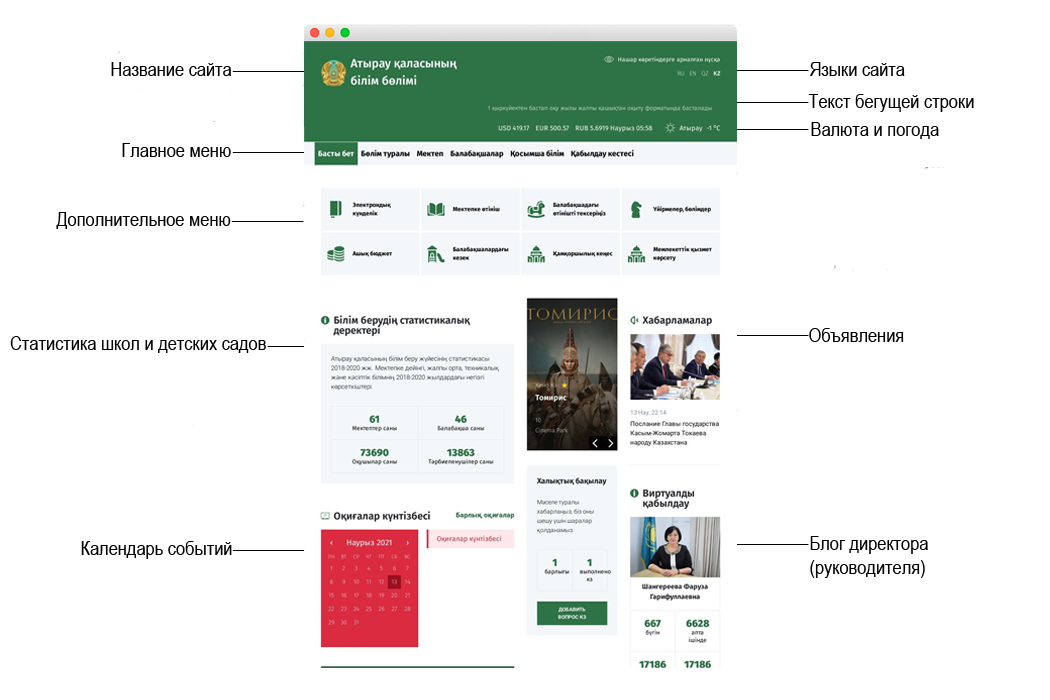 Название сайта
Атырау қаласының
білім бөлімі
Нашар көретіндерге арналған нұсқа
RU EN QZ KZ
Языки сайта
1 қыркүйектен бастап оқу жылы жалпы қашықтан оқыту форматында басталады
Текст бегущей строки
USD 419.17 EUR 500.57 RUB 5.6919 Наурыз 05:58 Атырау -1 °C
Валюта и погода
Главное меню
Басты бет Бөлім туралы Мектеп Балабақшалар Қосымша білім Қабылдау кестесі
Дополнительное меню
Электрондық
күнделік
Мектепке өтініш
Балабақшадағы
өтінішті тексеріңіз
Үйірмелер, бөлімдер
Ашық бюджет
Балабақшалардағы
кезек
Қамқоршылық кеңес
Мемлекеттік қызмет
көрсету
Статистика школ и детских садов
Білім берудің статистикалық
деректері
Атырау қаласының білім беру жүйесінің статистикасы
2018-2020 жж. Мектепке дейінгі, жалпы орта, техникалық
және кәсіптік білімнің 2018-2020 жылдардағы негізгі
көрсеткіштері.
61
Мектептер саны
46
Балабақша саны
73690
Оқушылар саны
13863
Тәрбиеленушілер саны
ТОМИРИС
Томирис
10
Cinema Park
Хабарламалар
Объявления
13 Нау, 22:14
Послание Главы государства
Касым-Жомарта Токаева
народу Казахстана
Халықтық бақылау
Мәселе туралы
хабарлаңыз, біз оны
шешу үшін шаралар
қолданамыз.
1
барлығы
1
выполнено
кз
ДОБАВИТЬ
ВОПРОС КЗ
Виртуалды
қабылдау
Блог директора
(руководителя)
Шангереева Фаруза
Гарифуллаевна
667
бүгін
6628
апта
ішінде
17186
17186
Календарь событий
Оқиғалар күнтізбесі
Барлық оқиғалар
Наурыз 2021
Оқиғалар күнтізбесі
ПН ВТ СР ЧТ ПТ СБ ВС
1 2 3 4 5 6 7
8 9 10 11 12 13 14
15 16 17 18 19 20 21
22 23 24 25 26 27 28
29 30 31